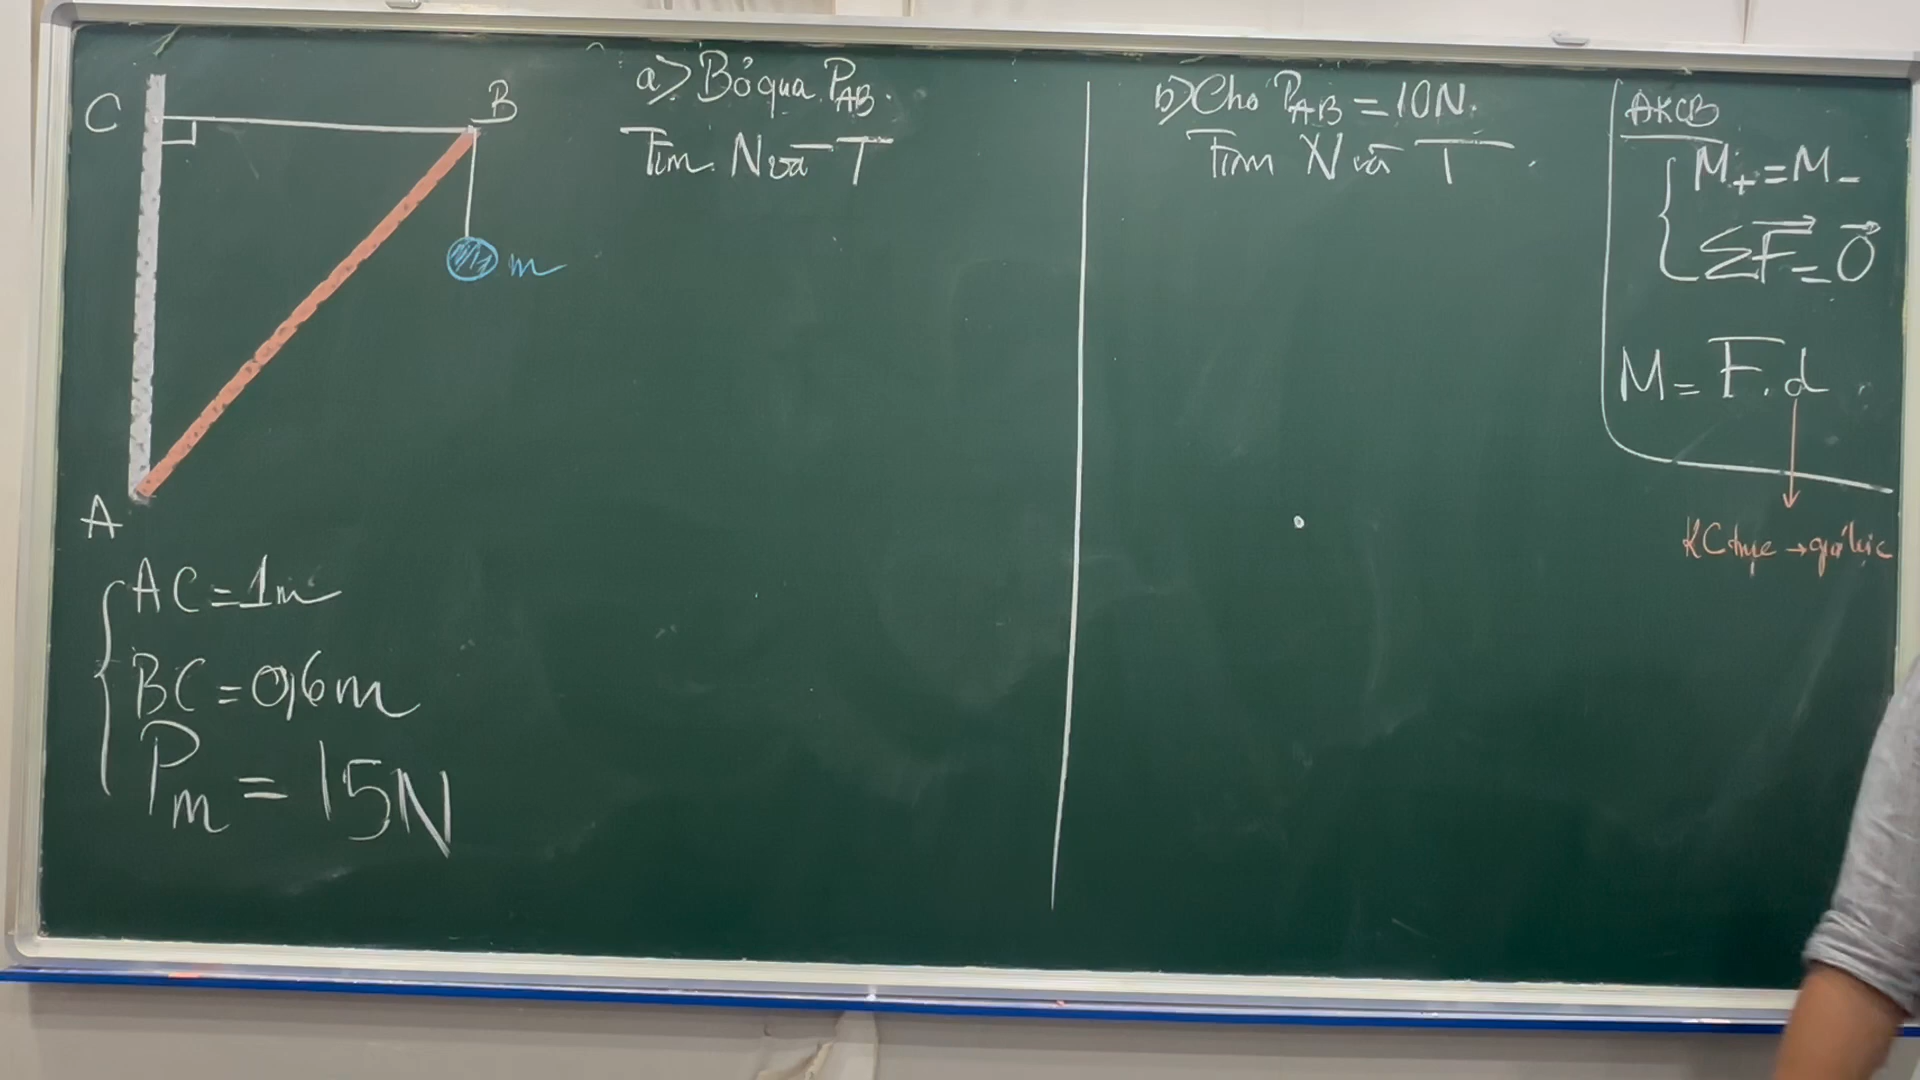 C
B
m
A
AC = 1m
BC = 0,6m
Pm = 15N
a) Bỏ qua PAB.
Tìm N và T
b) Cho PAB = 10N.
Tìm N và T.
ĐKCB
M+ = M-
ΣF = 0
M = F.d
KC trục → giá lực